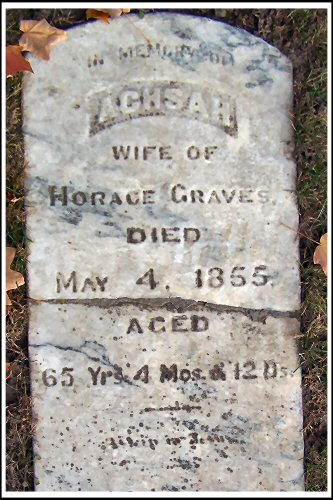 IN MEMORY OF
ACHSAH
WIFE OF
HORACE GRAVES.
DIED
MAY 4, 1855.
AGED
65 Yrs. 4 Mos. & 12 Ds.